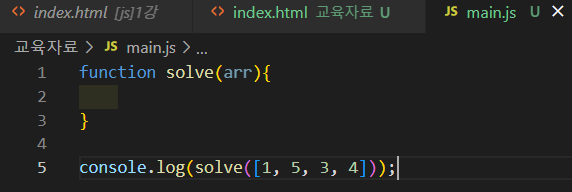 index.html [js]1강
index.html 교육자료 U
JS main.js U
교육자료 > JS main.js > ...
1 function solve(arr){
2
3 }
4
5 console.log(solve([1, 5, 3, 4]));